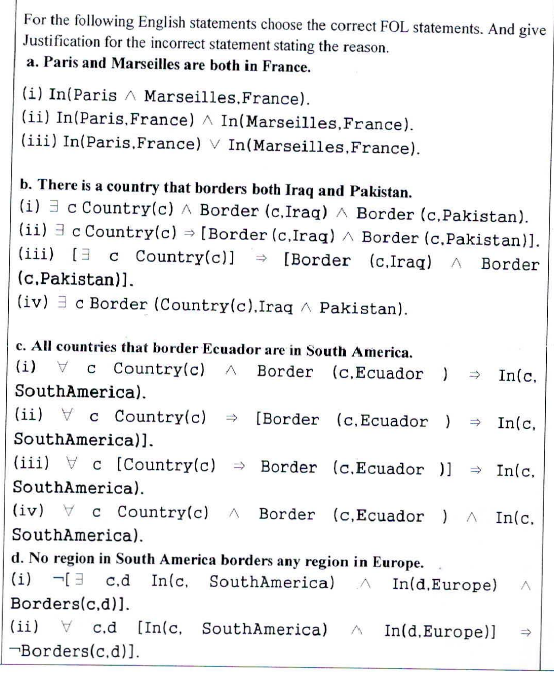 For the following English statements choose the correct FOL statements. And give
Justification for the incorrect statement stating the reason.
a. Paris and Marseilles are both in France.
(i) In(Paris ∧ Marseilles,France).
(ii) In(Paris,France) ∧ In(Marseilles,France).
(iii) In(Paris,France) ∨ In(Marseilles,France).
b. There is a country that borders both Iraq and Pakistan.
(i) ∃ c Country(c) ∧ Border (c,Iraq) ∧ Border (c,Pakistan).
(ii) ∃ c Country(c) ⇒ [Border (c,Iraq) ∧ Border (c,Pakistan)].
(iii) [∃ c Country(c)] ⇒ [Border (c,Iraq) ∧ Border
(c,Pakistan)].
(iv) ∃ c Border (Country(c),Iraq ∧ Pakistan).
c. All countries that border Ecuador are in South America.
(i) ∀ c Country(c) ∧ Border (c,Ecuador ) ⇒ In(c,
SouthAmerica).
(ii) ∀ c Country(c) ⇒ [Border (c,Ecuador ) ⇒ In(c,
SouthAmerica)].
(iii) ∀ c [Country(c) ⇒ Border (c,Ecuador )] ⇒ In(c,
SouthAmerica).
(iv) ∀ c Country(c) ∧ Border (c,Ecuador ) ∧ In(c,
SouthAmerica).
d. No region in South America borders any region in Europe.
(i) ¬[∃ c,d In(c, SouthAmerica) ∧ In(d,Europe) ∧
Borders(c,d)].
(ii) ∀ c,d [In(c, SouthAmerica) ∧ In(d,Europe)] ⇒
¬Borders(c,d)].